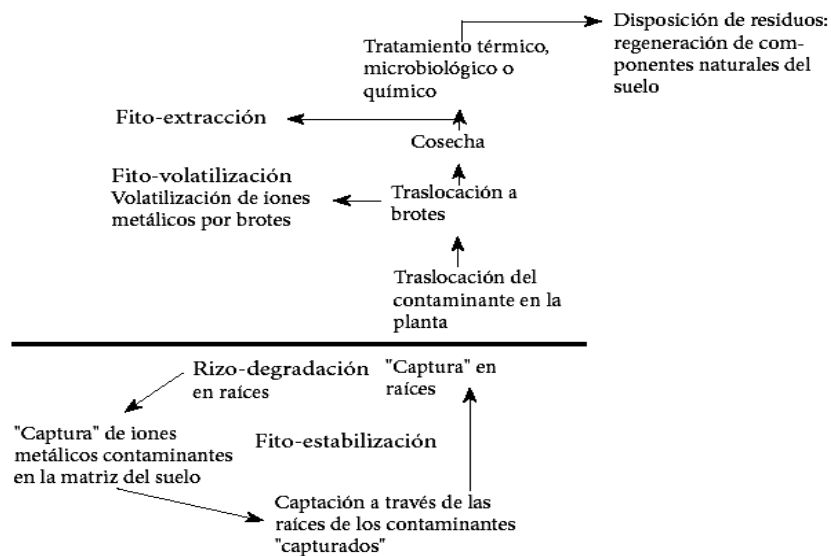 Disposición de residuos:
regeneración de com-
ponentes naturales del
suelo
Tratamiento térmico,
microbiológico o
químico
Fito-extracción
Cosecha
Fito-volatilización
Volatilización de iones
metálicos por brotes
Traslocación a
brotes
Traslocación del
contaminante en la
planta
Rizo-degradación
en raíces
"Captura" en
raíces
"Captura" de iones
metálicos contaminantes
en la matriz del suelo
Fito-estabilización
Captación a través de las
raíces de los contaminantes
"capturados"